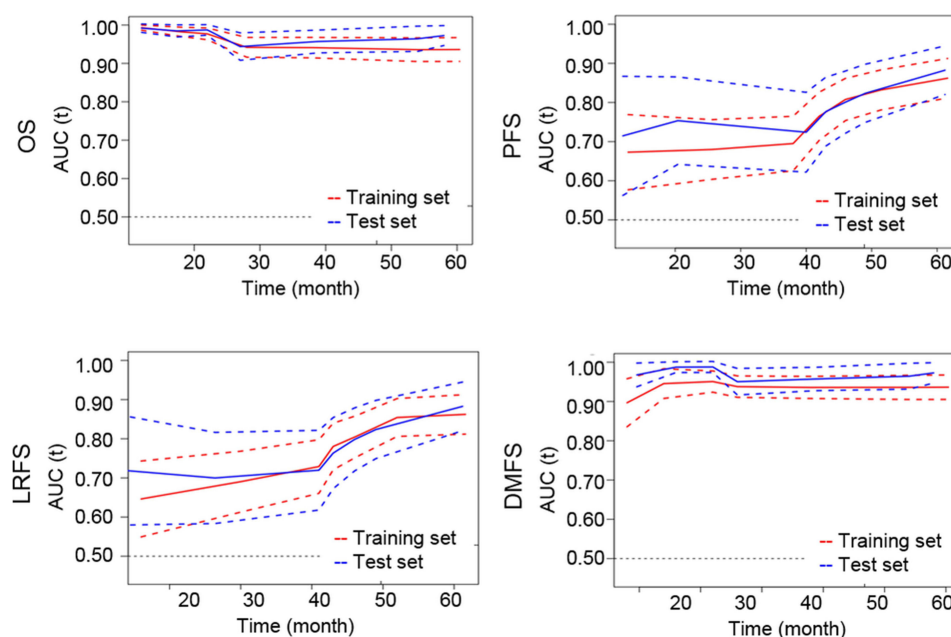 OS
AUC (t)
1.00
0.90
0.80
0.70
0.60
0.50
Training set
Test set
20
30
40
50
60
Time (month)
PFS
AUC (t)
1.00
0.90
0.80
0.70
0.60
0.50
Training set
Test set
20
30
40
50
60
Time (month)
LRFS
AUC (t)
1.00
0.90
0.80
0.70
0.60
0.50
Training set
Test set
20
30
40
50
60
Time (month)
DMFS
AUC (t)
1.00
0.90
0.80
0.70
0.60
0.50
Training set
Test set
20
30
40
50
60
Time (month)